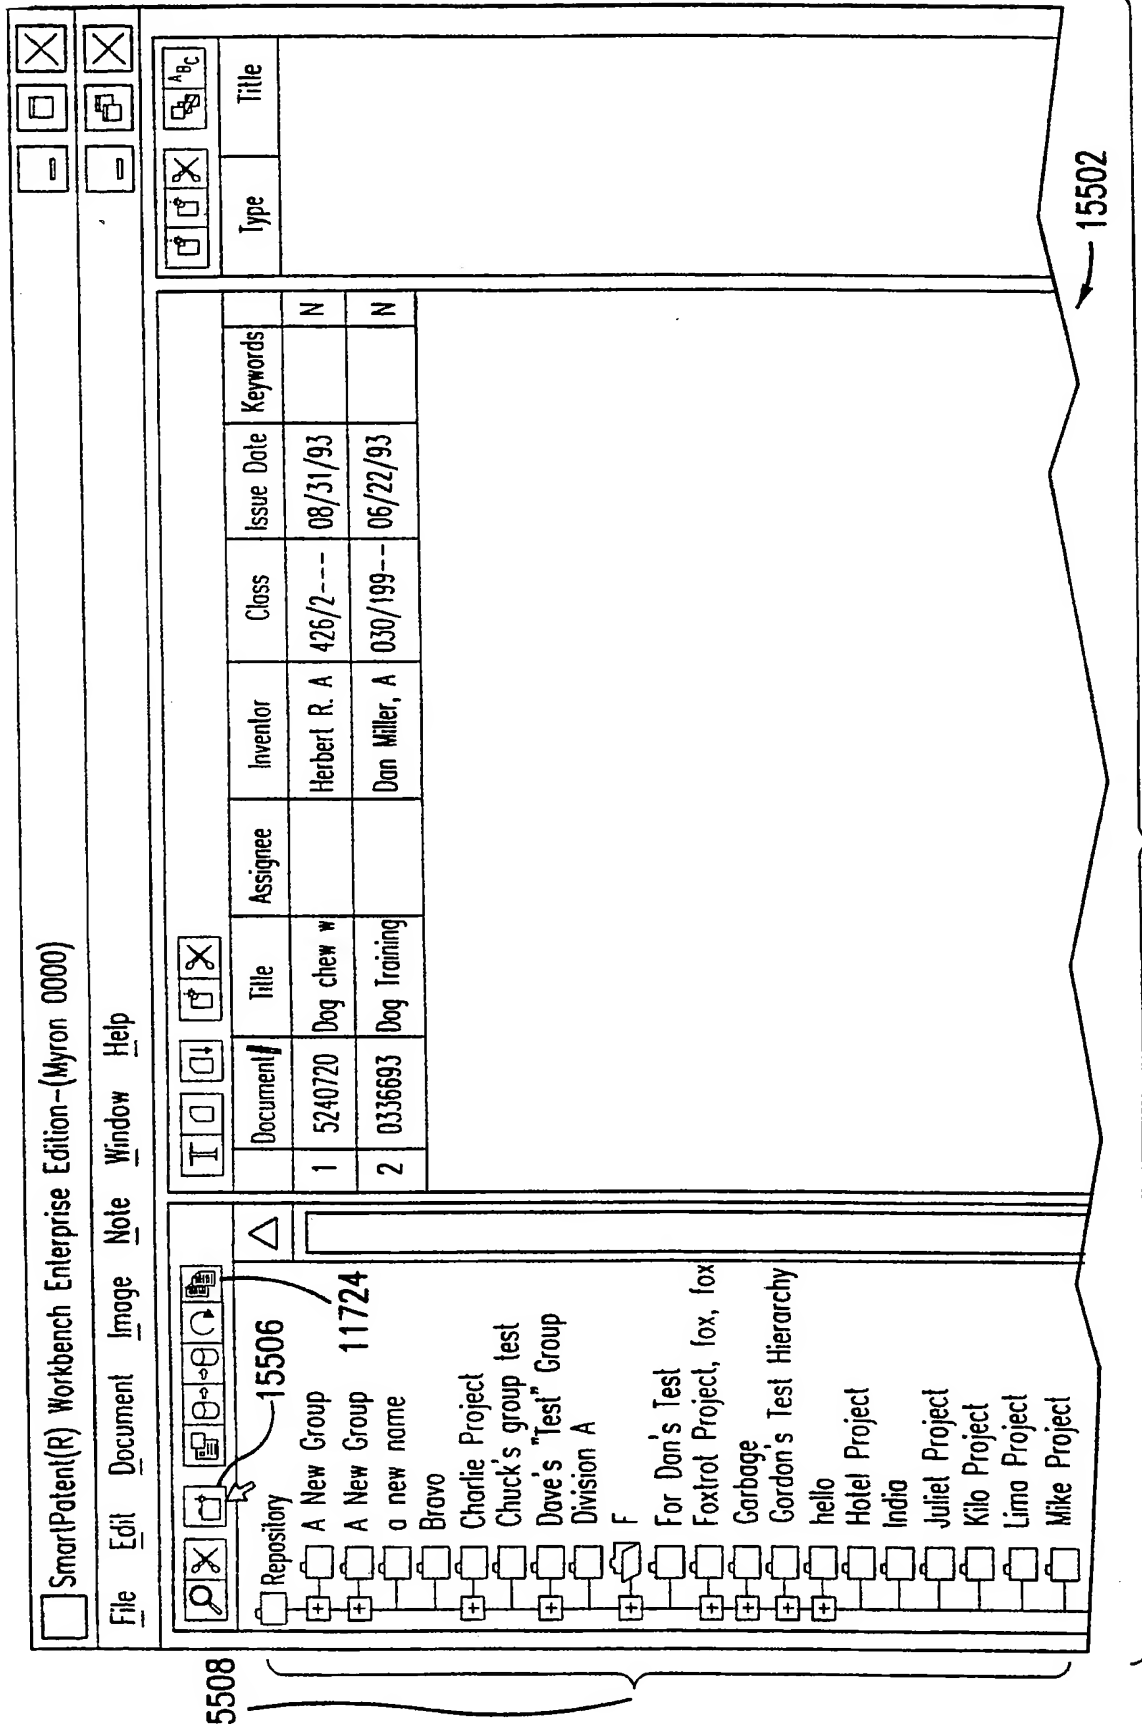 SmartPatent(R) Workbench Enterprise Edition-(Myron 0000)
File Edit Document Image Note Window Help
ABC
Repository
A New Group
A New Group
a new name
Bravo
Charlie Project
Chuck's group test
Dave's "Test" Group
Division A
F
For Dan's Test
Foxtrot Project, fox, fox
Garbage
Gordon's Test Hierarchy
hello
Hotel Project
India
Juliet Project
Kilo Project
Lima Project
Mike Project
Document Title Assignee Inventor Class Issue Date Keywords
1 5240720 Dog chew w Herbert R. A 426/2--- 08/31/93 N
2 0336693 Dog Training Dan Miller, A 030/199-- 06/22/93 N
Type Title
15506
11724
5508
15502